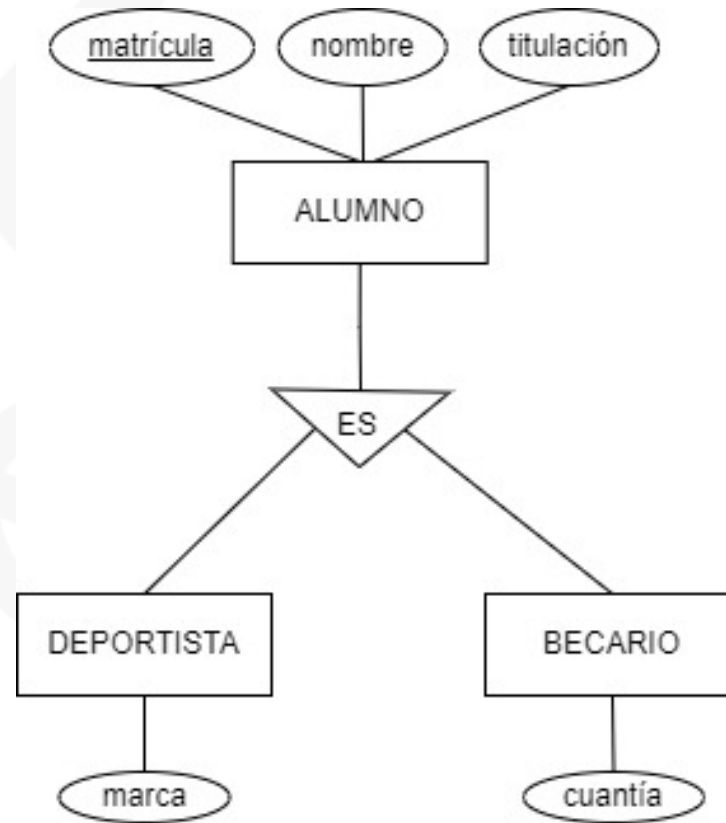 matrícula nombre titulación
ALUMNO
ES
DEPORTISTA BECARIO
marca cuantía